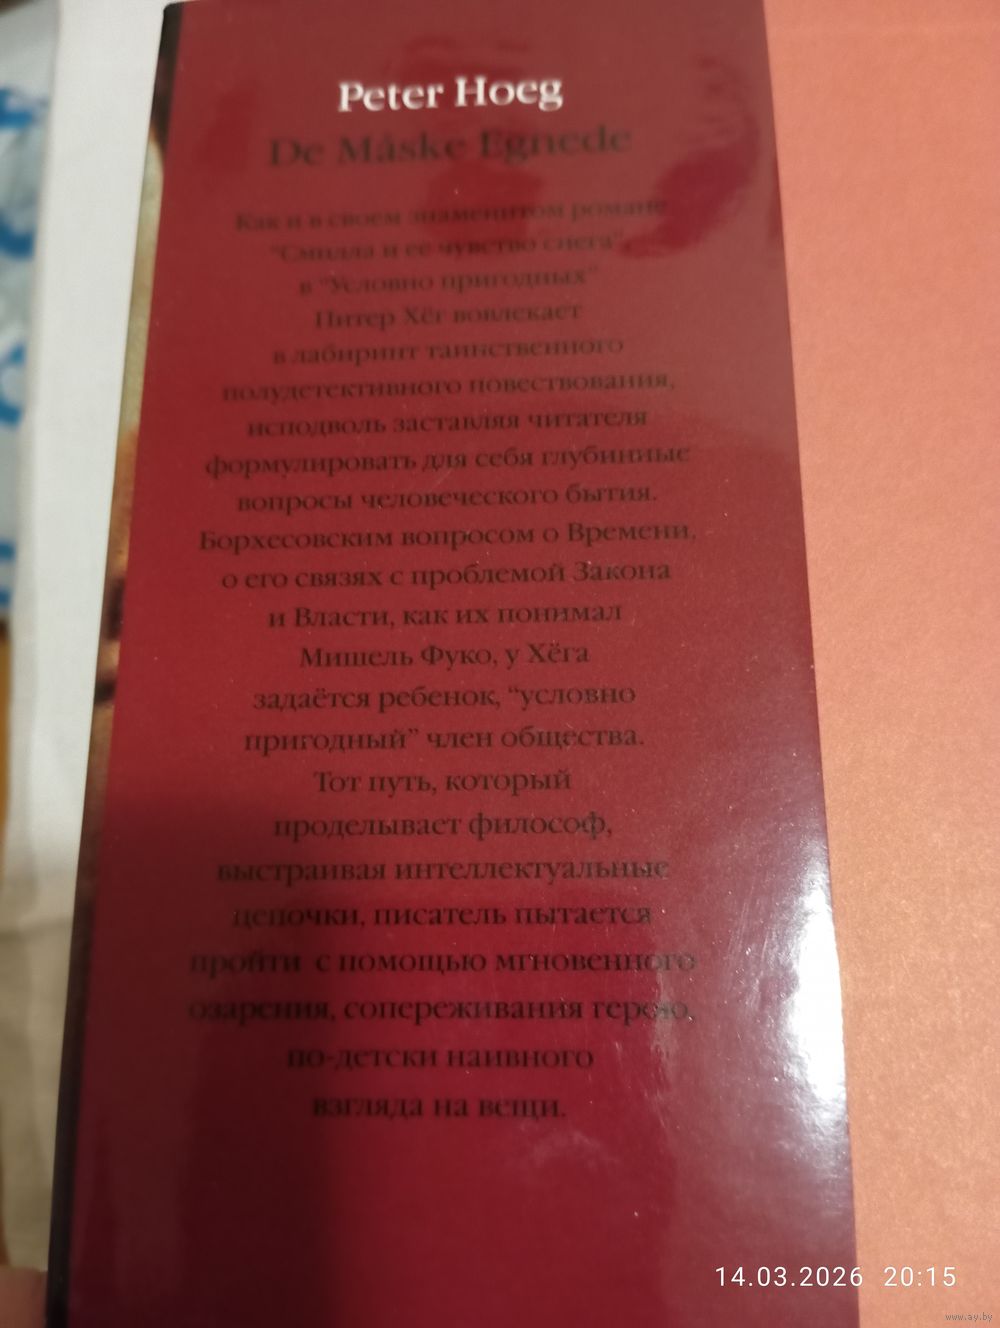 Peter Hoeg
De Måske Egnede
Как и в своем знаменитом романе
"Смилла и ее чувство снега",
в "Условно пригодных"
Питер Хёг вовлекает
в лабиринт таинственного
полудетективного повествования,
исподволь заставляя читателя
формулировать для себя глубинные
вопросы человеческого бытия.
Борхесовским вопросом о Времени,
о его связях с проблемой Закона
и Власти, как их понимал
Мишель Фуко, у Хёга
задаётся ребенок, "условно
пригодный" член общества.
Тот путь, который
проделывает философ,
выстраивая интеллектуальные
цепочки, писатель пытается
пройти с помощью мгновенного
озарения, сопереживания герою,
по-детски наивного
взгляда на вещи.
14.03.2026 20:15
www.ay.by